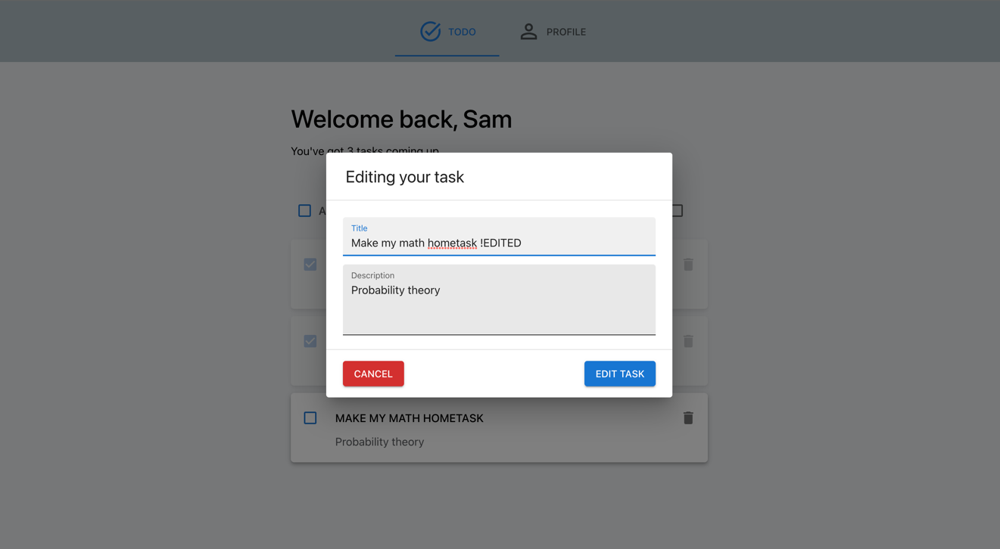 TODO
PROFILE
Welcome back, Sam
You've got 3 tasks coming up
A
Editing your task
Title
Make my math hometask !EDITED
Description
Probability theory
CANCEL
EDIT TASK
MAKE MY MATH HOMETASK
Probability theory